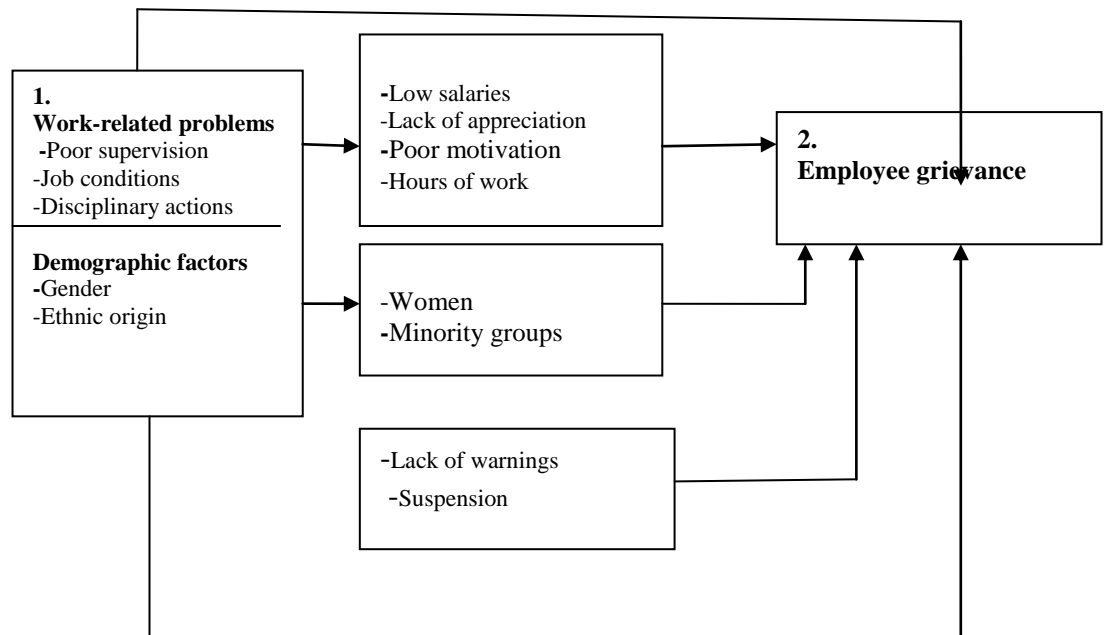 1.
Work-related problems
-Poor supervision
-Job conditions
-Disciplinary actions
Demographic factors
-Gender
-Ethnic origin
-Low salaries
-Lack of appreciation
-Poor motivation
-Hours of work
-Women
-Minority groups
-Lack of warnings
-Suspension
2.
Employee grievance